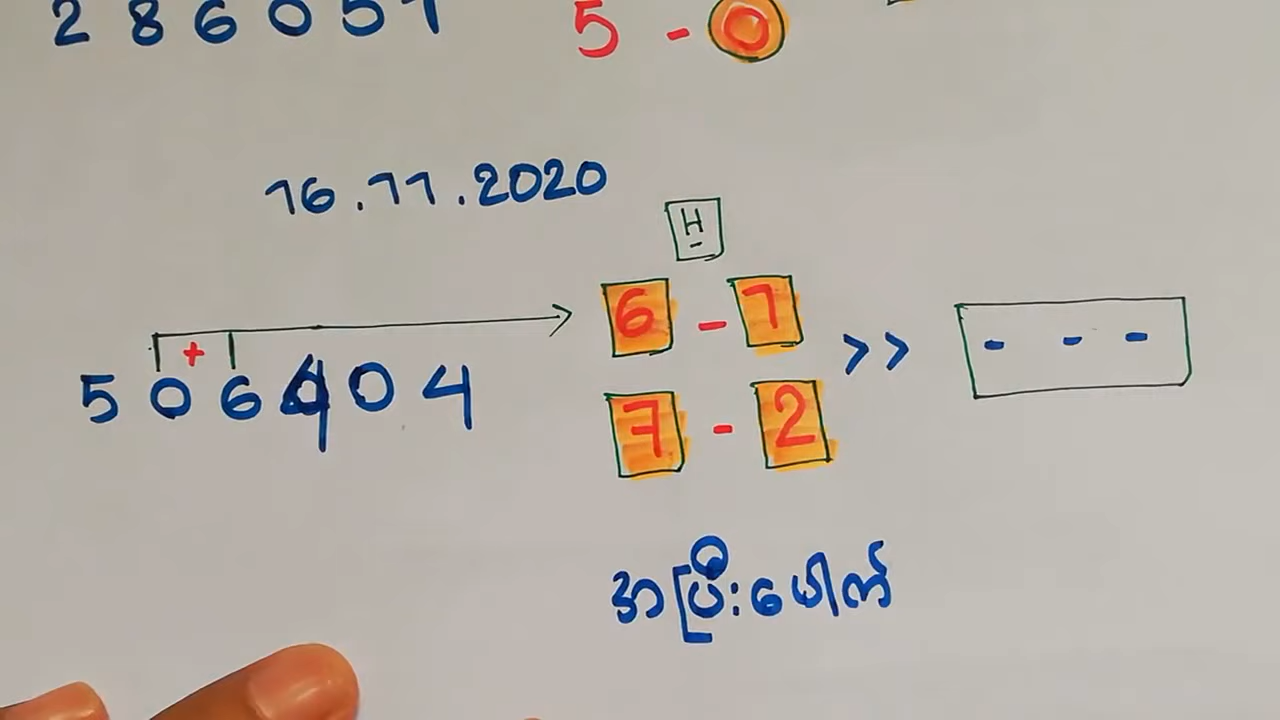 2 8 6 0 5 1
5 - 0
16.11.2020
H
+
6 - 7
5 0 6 4 0 4
>> - - -
7 - 2
အပြီးပေါက်